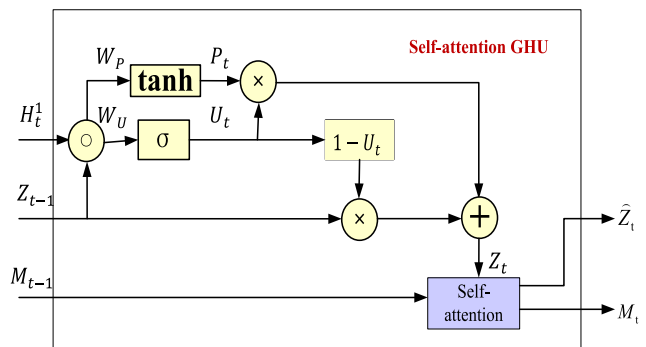 Self-attention GHU
W_P
tanh
P_t
×
H_t^1
○
W_U
σ
U_t
1 − U_t
Z_{t-1}
×
+
Ẑ_t
Z_t
M_{t-1}
Self-
attention
M_t